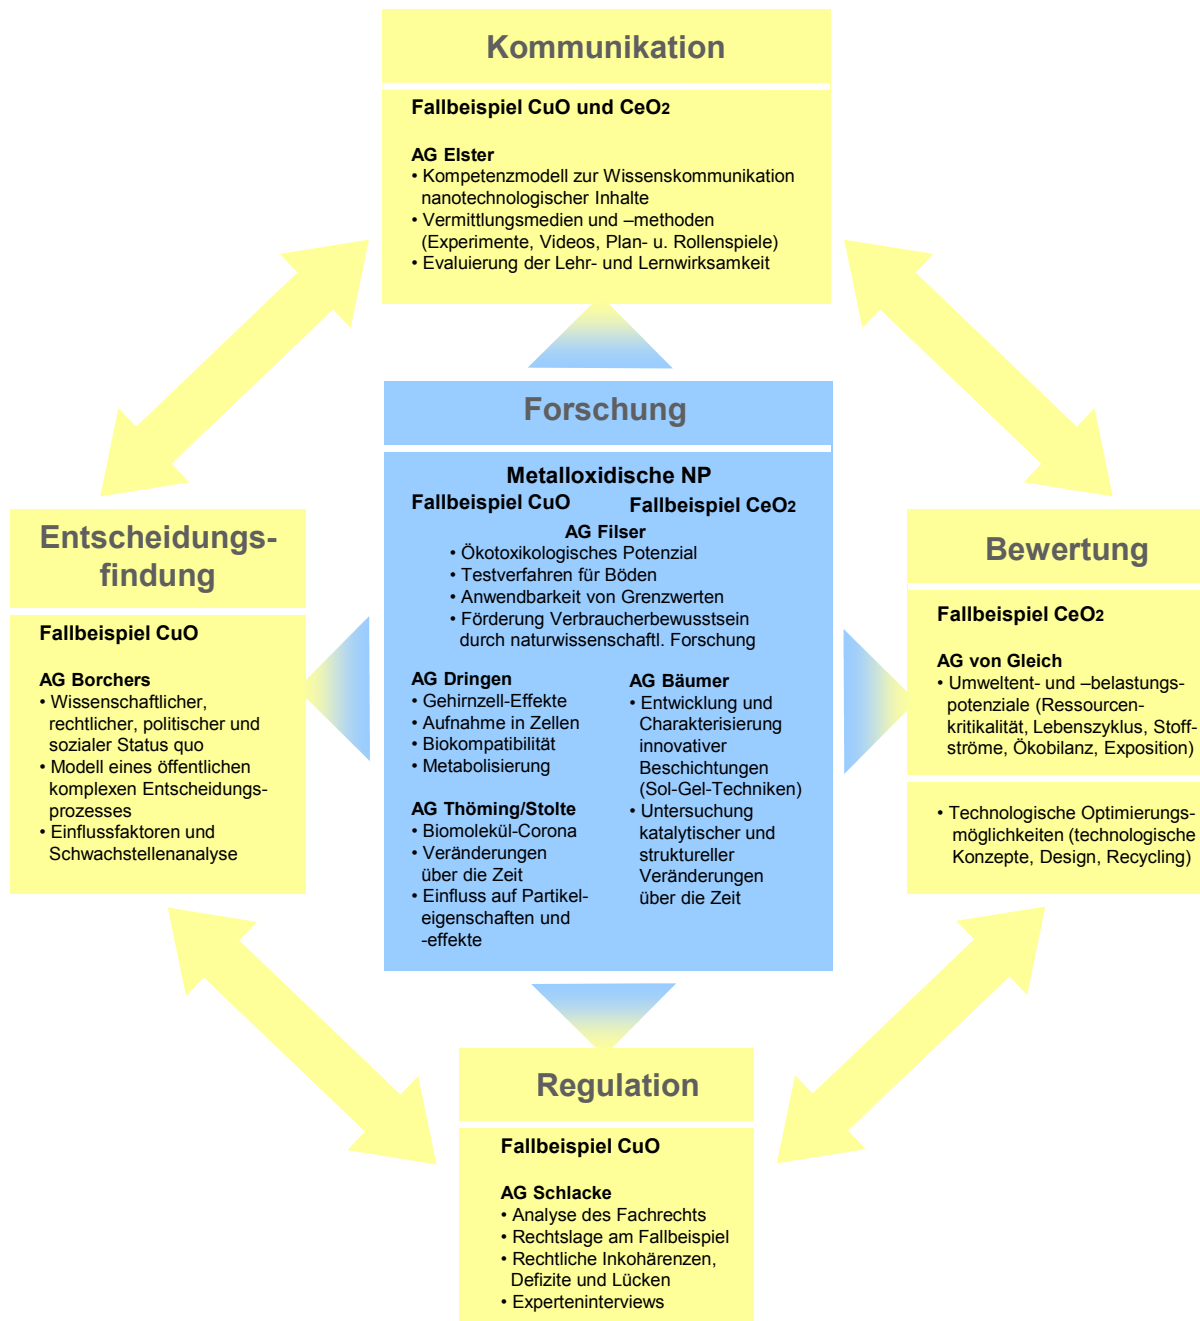 Kommunikation
Fallbeispiel CuO und CeO2
AG Elster
• Kompetenzmodell zur Wissenskommunikation
nanotechnologischer Inhalte
• Vermittlungsmedien und –methoden
(Experimente, Videos, Plan- u. Rollenspiele)
• Evaluierung der Lehr- und Lernwirksamkeit
Forschung
Metalloxidische NP
Fallbeispiel CuO
Fallbeispiel CeO2
AG Filser
• Ökotoxikologisches Potenzial
• Testverfahren für Böden
• Anwendbarkeit von Grenzwerten
• Förderung Verbraucherbewusstsein
durch naturwissenschaftl. Forschung
AG Dringen
• Gehirnzell-Effekte
• Aufnahme in Zellen
• Biokompatibilität
• Metabolisierung
AG Thöming/Stolte
• Biomolekül-Corona
• Veränderungen
über die Zeit
• Einfluss auf Partikel-
eigenschaften und
-effekte
AG Bäumer
• Entwicklung und
Charakterisierung
innovativer
Beschichtungen
(Sol-Gel-Techniken)
• Untersuchung
katalytischer und
struktureller
Veränderungen
über die Zeit
Entscheidungs-
findung
Fallbeispiel CuO
AG Borchers
• Wissenschaftlicher,
rechtlicher, politischer und
sozialer Status quo
• Modell eines öffentlichen
komplexen Entscheidungs-
prozesses
• Einflussfaktoren und
Schwachstellenanalyse
Bewertung
Fallbeispiel CeO2
AG von Gleich
• Umweltent- und –belastungs-
potenziale (Ressourcen-
kritikalität, Lebenszyklus, Stoff-
ströme, Ökobilanz, Exposition)
• Technologische Optimierungs-
möglichkeiten (technologische
Konzepte, Design, Recycling)
Regulation
Fallbeispiel CuO
AG Schlacke
• Analyse des Fachrechts
• Rechtslage am Fallbeispiel
• Rechtliche Inkohärenzen,
Defizite und Lücken
• Experteninterviews